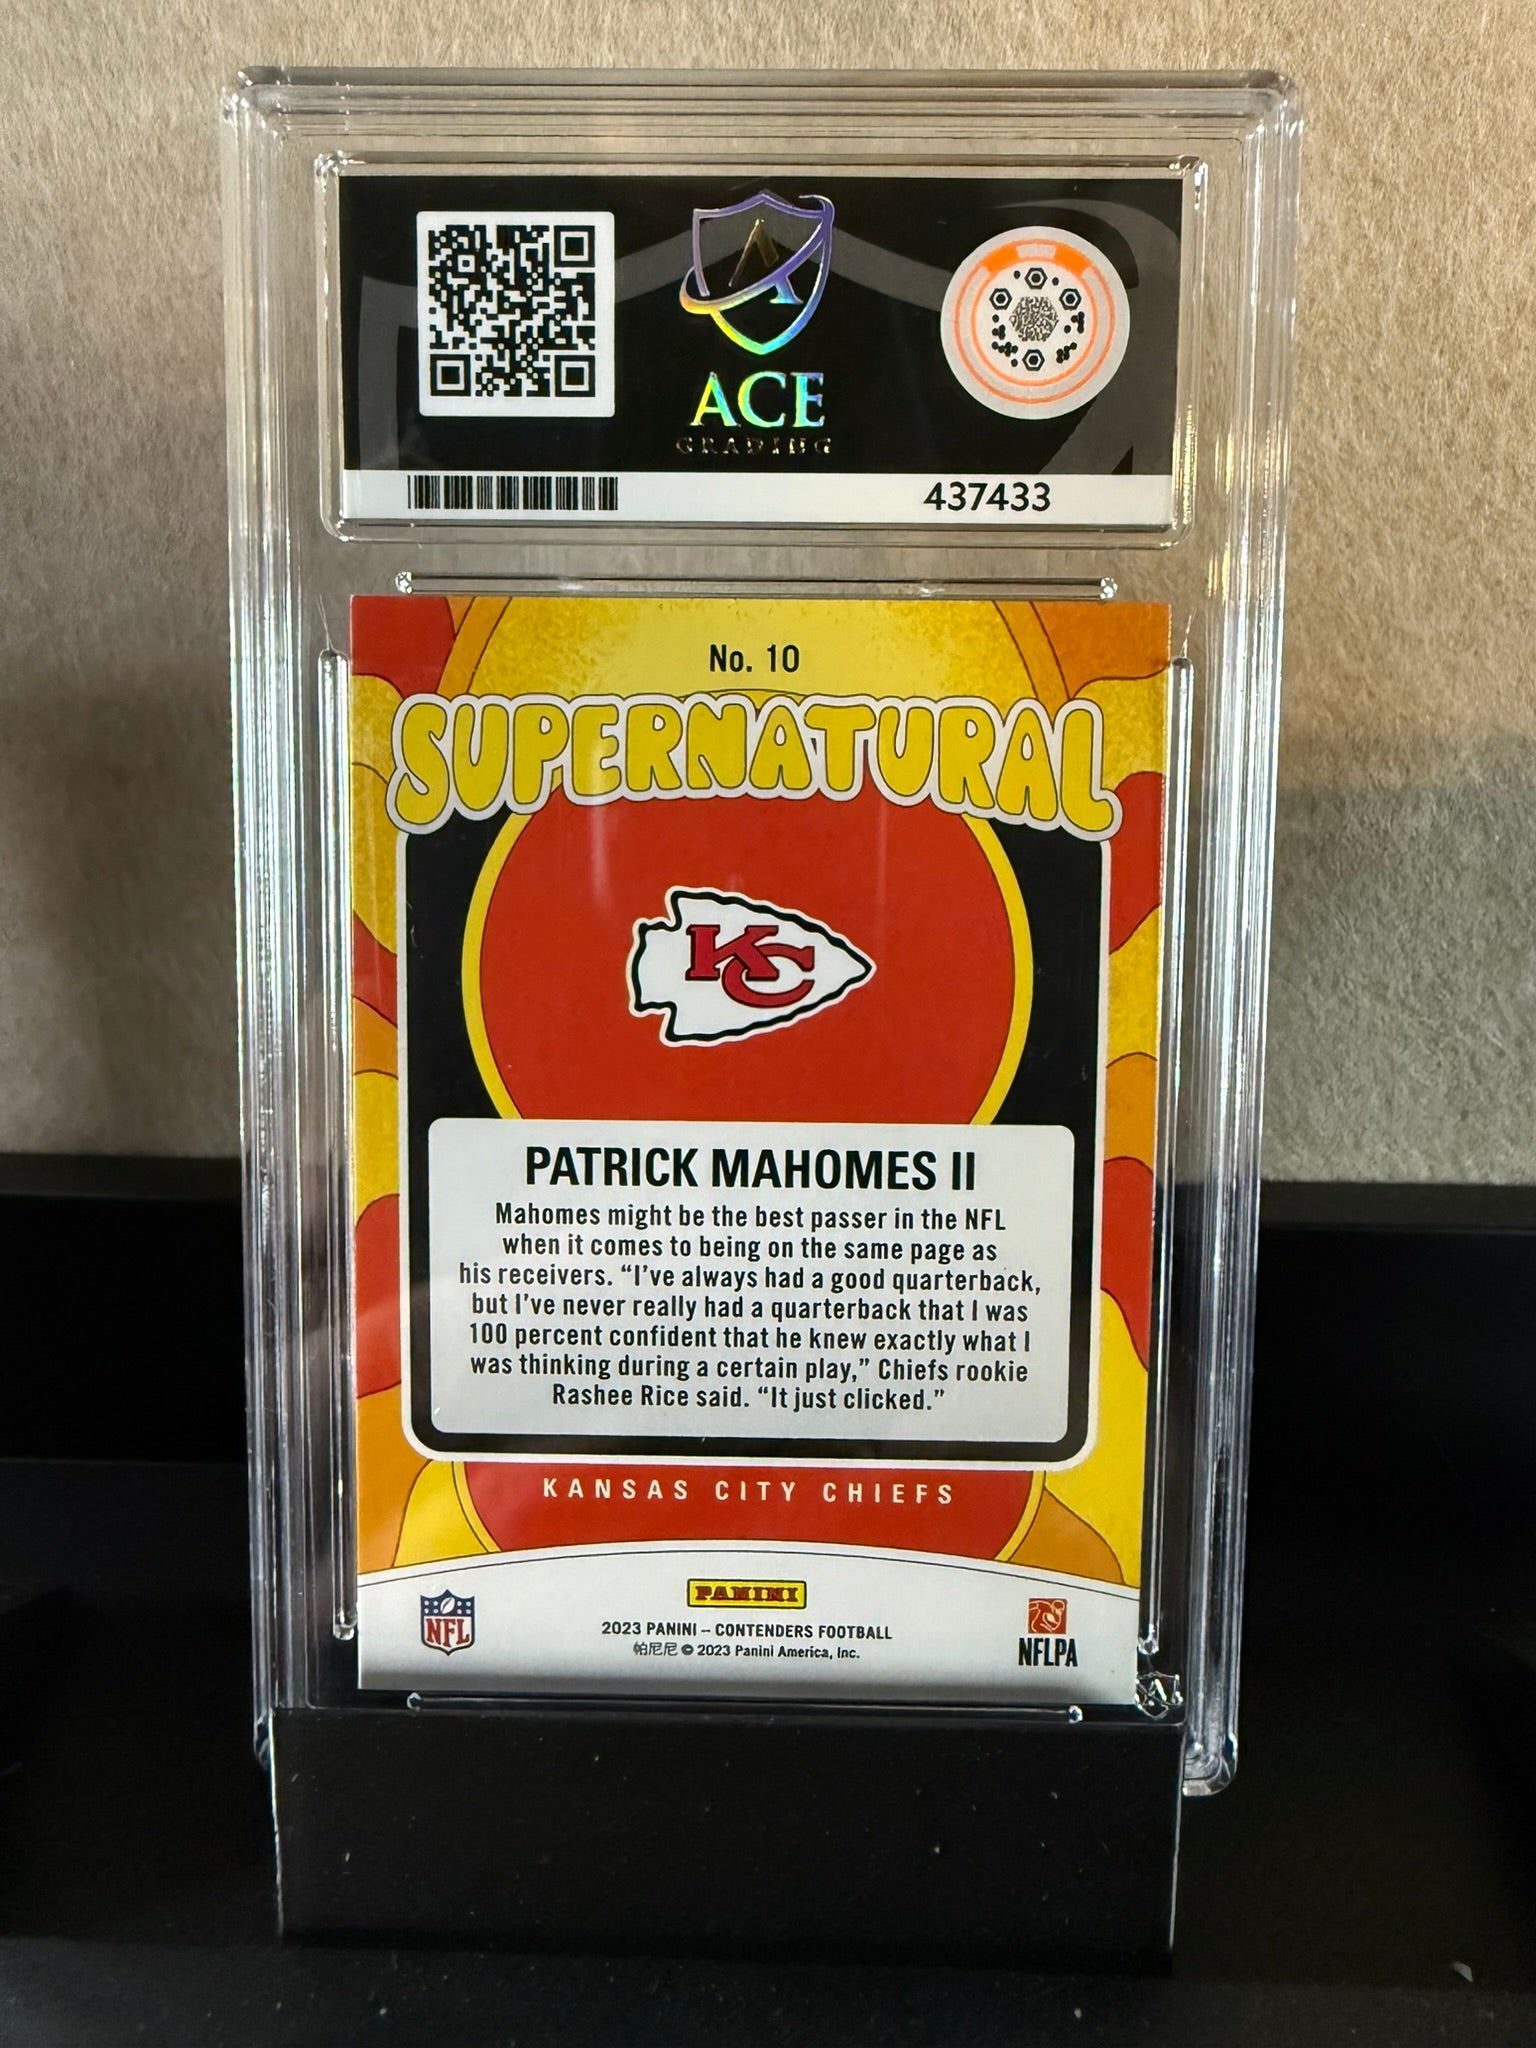 ACE
GRADING
437433
No. 10
SUPERNATURAL
KC
PATRICK MAHOMES II
Mahomes might be the best passer in the NFL
when it comes to being on the same page as
his receivers. “I’ve always had a good quarterback,
but I’ve never really had a quarterback that I was
100 percent confident that he knew exactly what I
was thinking during a certain play,” Chiefs rookie
Rashee Rice said. “It just clicked.”
KANSAS CITY CHIEFS
PANINI
NFL
2023 PANINI – CONTENDERS FOOTBALL
帕尼尼 © 2023 Panini America, Inc.
NFLPA